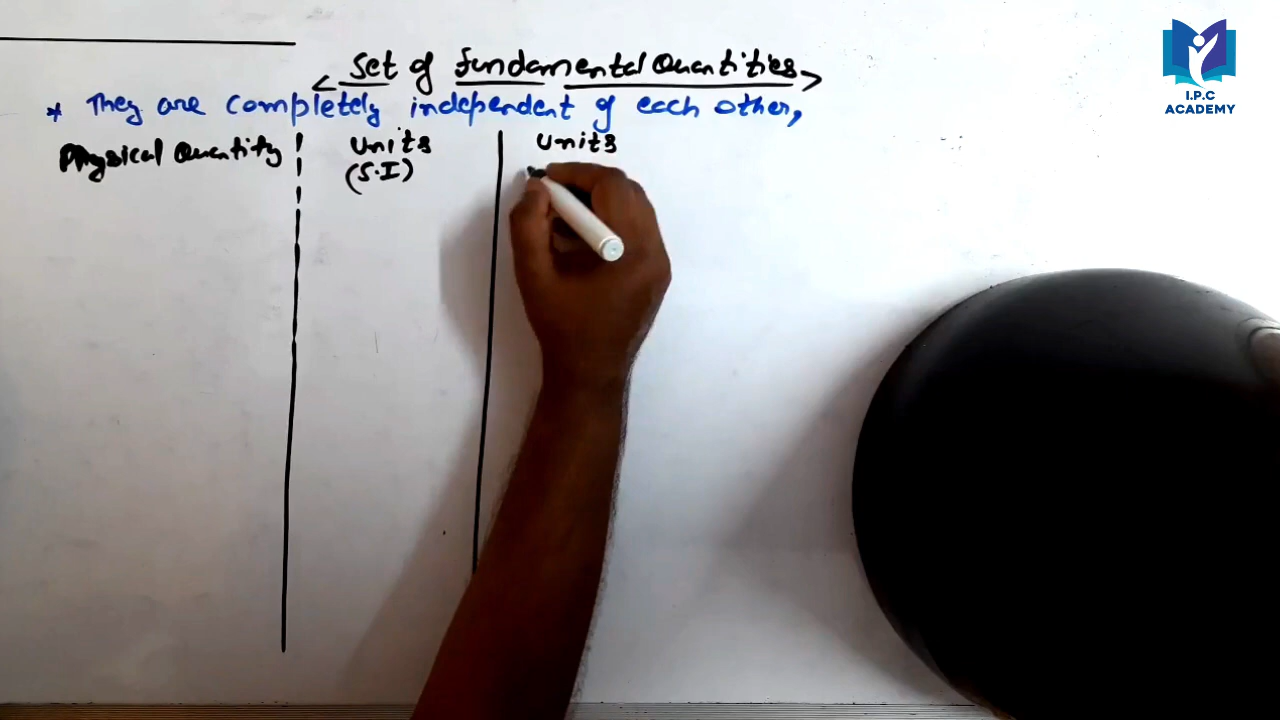 Set of fundamental Quantities
* They are completely independent of each other,
Physical Quantity Units Units
(S.I)
I.P.C
ACADEMY